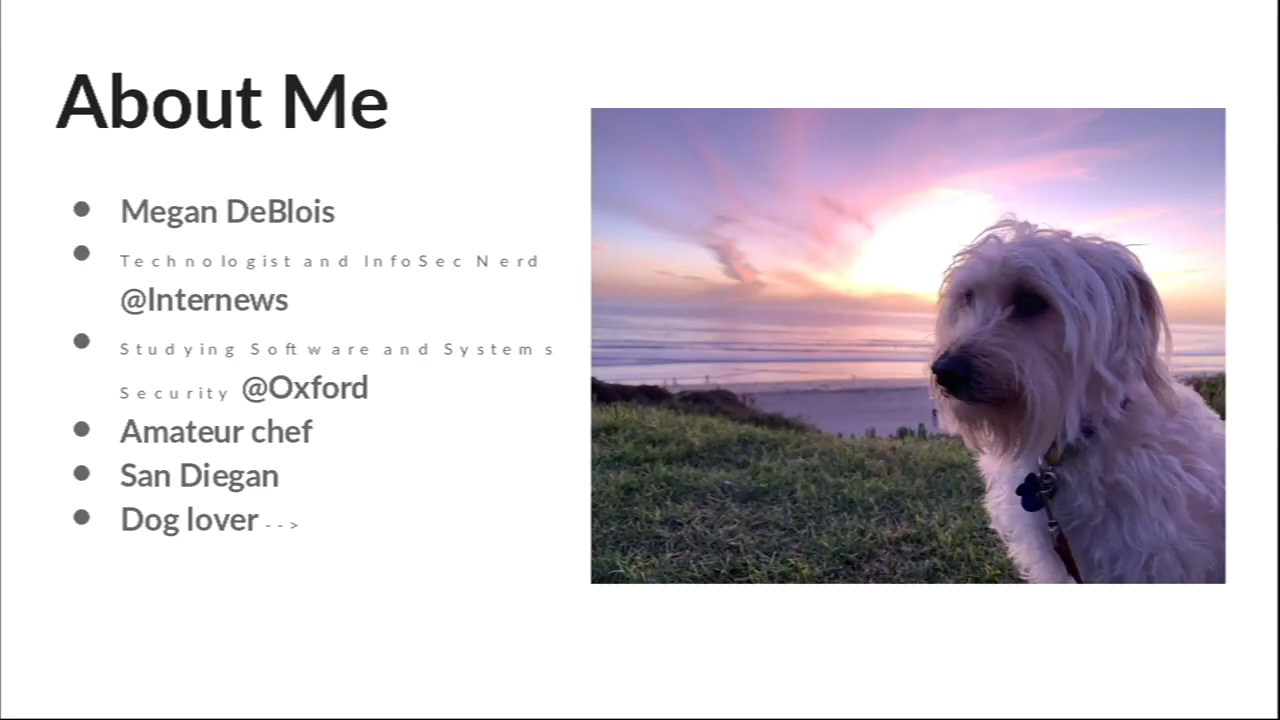 About Me
Megan DeBlois
Technologist and InfoSec Nerd
@Internews
Studying Software and Systems
Security @Oxford
Amateur chef
San Diegan
Dog lover -->